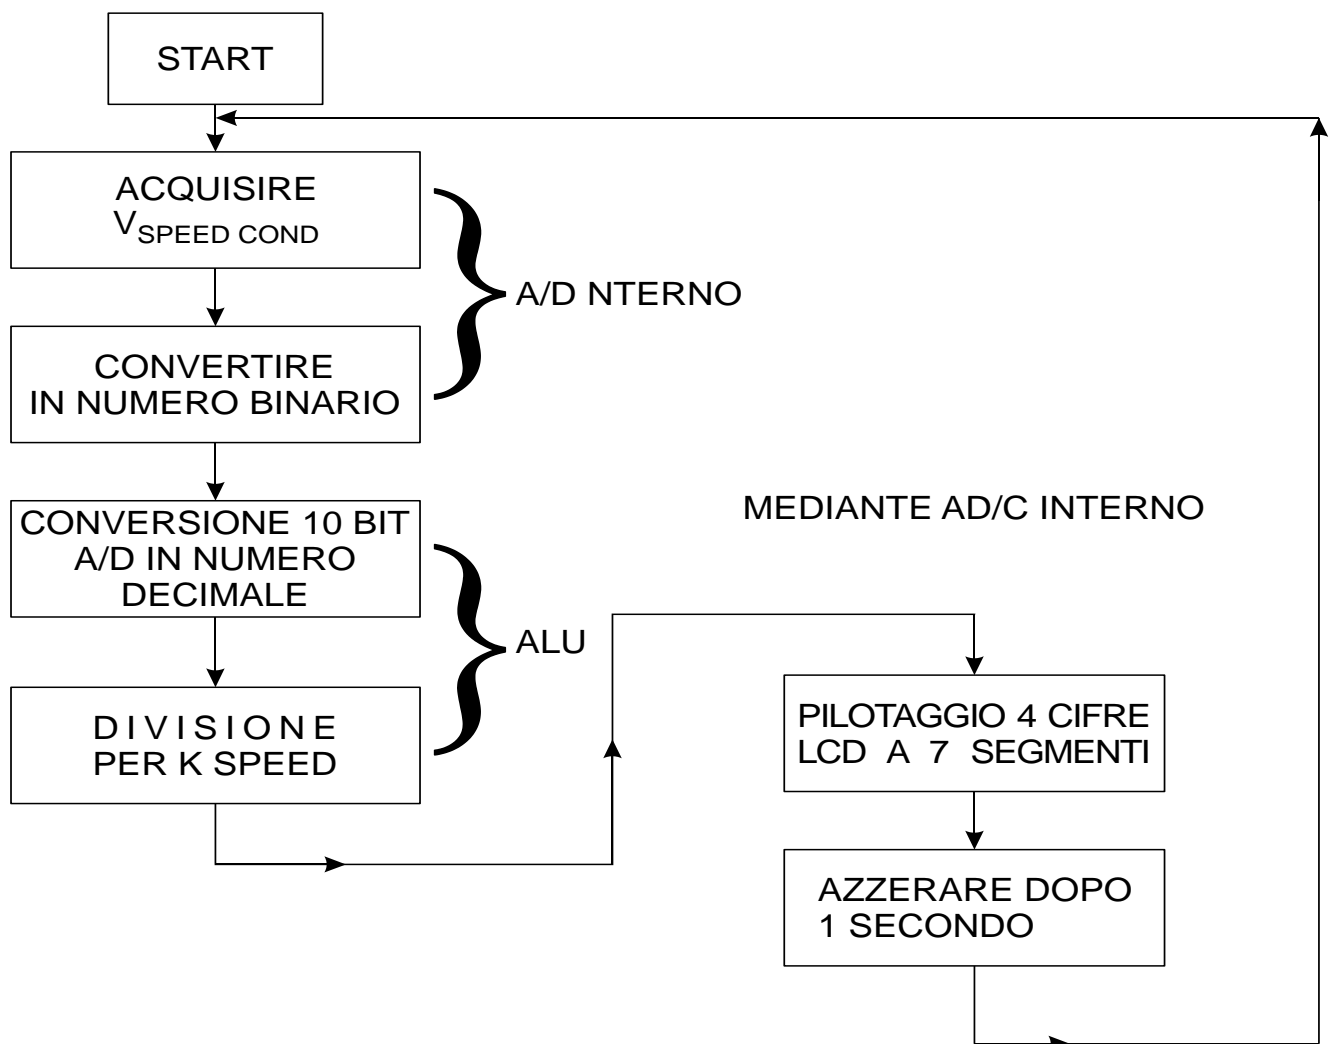 START
ACQUISIRE
VSPEED COND
A/D NTERNO
CONVERTIRE
IN NUMERO BINARIO
CONVERSIONE 10 BIT
A/D IN NUMERO
DECIMALE
ALU
DIVISIONE
PER K SPEED
MEDIANTE AD/C INTERNO
PILOTAGGIO 4 CIFRE
LCD A 7 SEGMENTI
AZZERARE DOPO
1 SECONDO